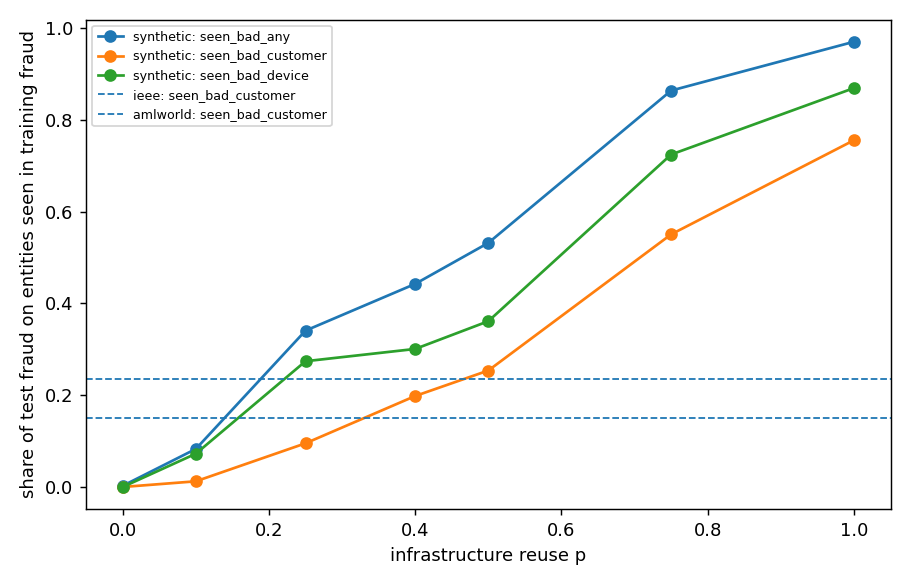 1.0
0.8
0.6
0.4
0.2
0.0
share of test fraud on entities seen in training fraud
synthetic: seen_bad_any
synthetic: seen_bad_customer
synthetic: seen_bad_device
ieee: seen_bad_customer
amlworld: seen_bad_customer
0.0 0.2 0.4 0.6 0.8 1.0
infrastructure reuse p